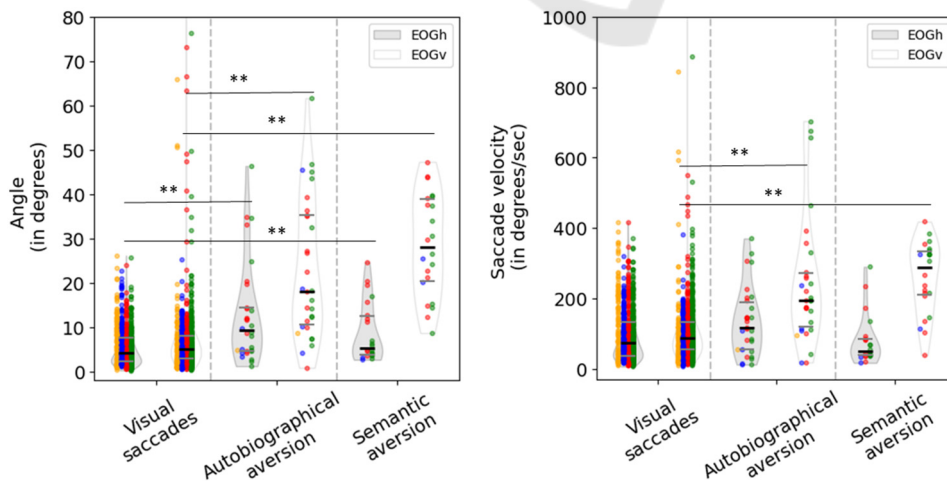 80
70
60
50
40
30
20
10
0
Angle
(in degrees)
EOGh
EOGv
**
**
**
**
Visual
saccades
Autobiographical
aversion
Semantic
aversion
1000
800
600
400
200
0
Saccade velocity
(in degrees/sec)
EOGh
EOGv
**
**
Visual
saccades
Autobiographical
aversion
Semantic
aversion